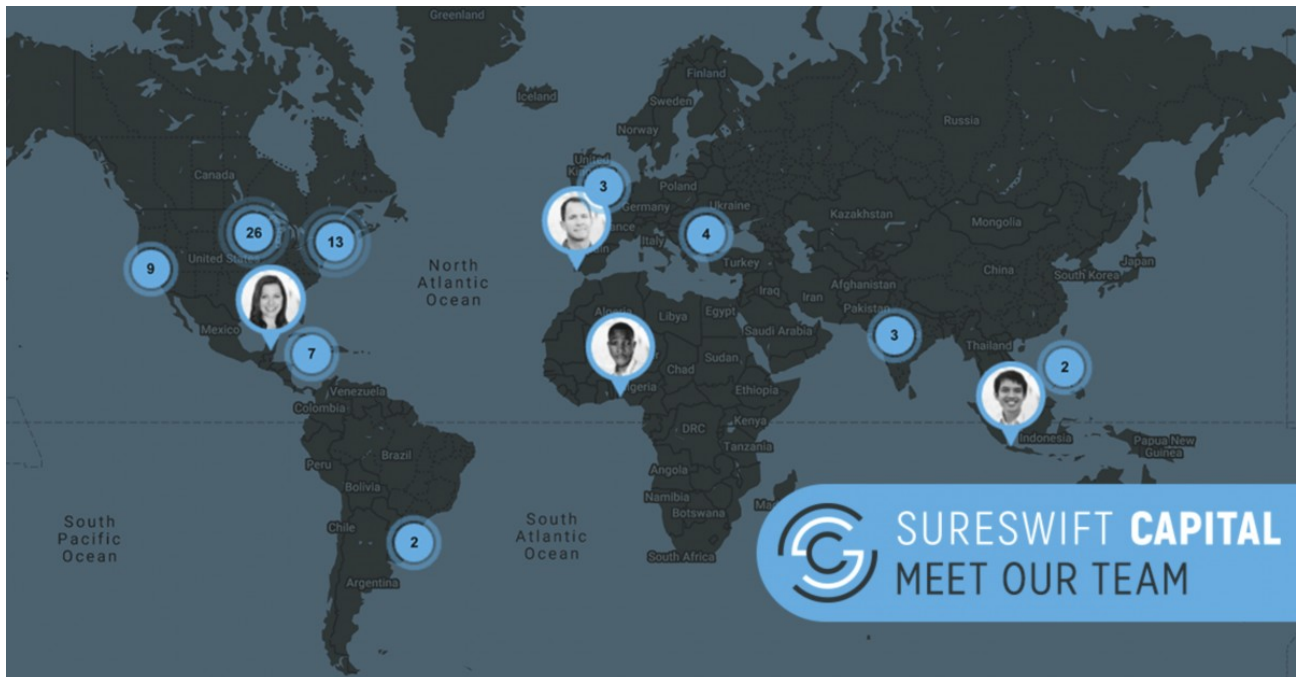 Greenland
Finland
Iceland
Sweden
Russia
Norway
United
Canada
3
Poland
Germany
Ukraine
Kazakhstan
Mongolia
26
13
4
Italy
9
United States
Turkey
Japan
North
Atlantic
Ocean
China
South Korea
Afghanistan
Iraq
Iran
Pakistan
Algeria
Libya
Egypt
Mexico
Saudi Arabia
3
7
Thailand
2
Chad
Sudan
Nigeria
Ethiopia
Venezuela
Colombia
DRC
Kenya
Tanzania
Indonesia
Papua New
Guinea
Peru
Brazil
Angola
Bolivia
Namibia
Botswana
South
Pacific
Ocean
Chile
South
Atlantic
Ocean
2
South Africa
Argentina
SURESWIFT CAPITAL
MEET OUR TEAM